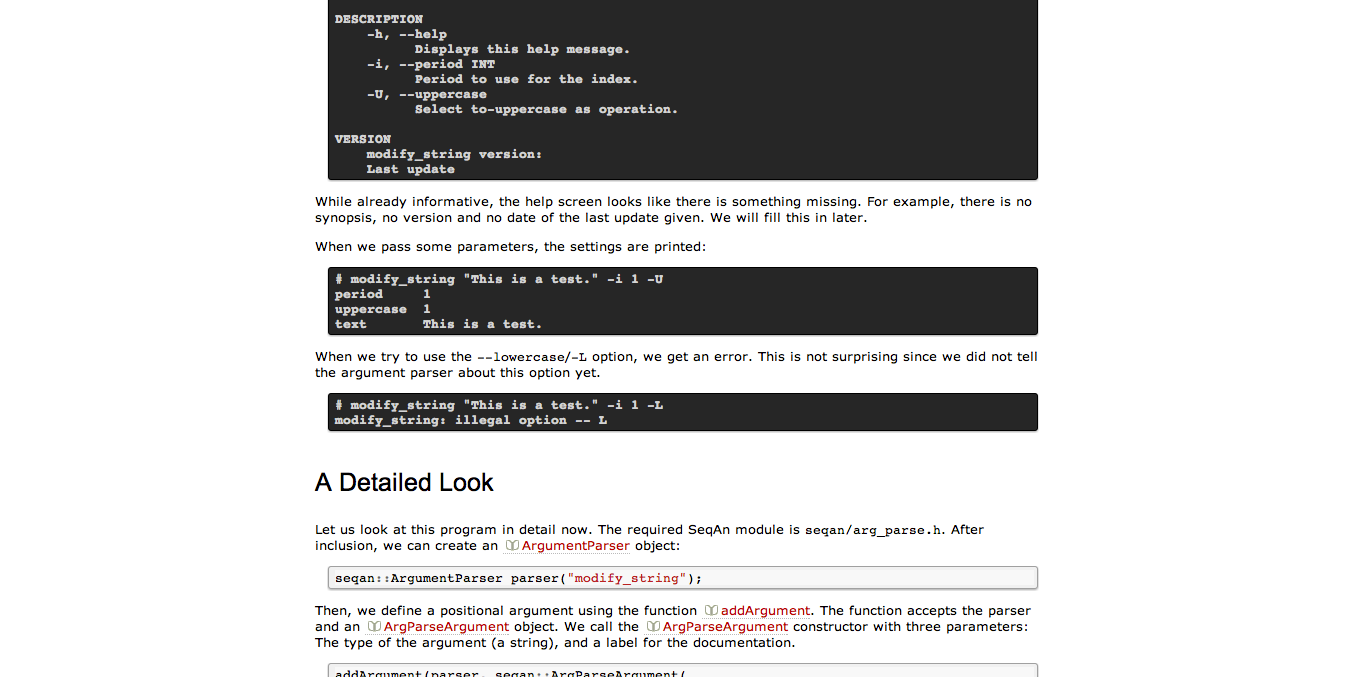 DESCRIPTION
-h, --help
Displays this help message.
-i, --period INT
Period to use for the index.
-U, --uppercase
Select to-uppercase as operation.
VERSION
modify_string version:
Last update
While already informative, the help screen looks like there is something missing. For example, there is no
synopsis, no version and no date of the last update given. We will fill this in later.
When we pass some parameters, the settings are printed:
# modify_string "This is a test." -i 1 -U
period 1
uppercase 1
text This is a test.
When we try to use the --lowercase/-L option, we get an error. This is not surprising since we did not tell
the argument parser about this option yet.
# modify_string "This is a test." -i 1 -L
modify_string: illegal option -- L
A Detailed Look
Let us look at this program in detail now. The required SeqAn module is seqan/arg_parse.h. After
inclusion, we can create an ArgumentParser object:
seqan::ArgumentParser parser("modify_string");
Then, we define a positional argument using the function addArgument. The function accepts the parser
and an ArgParseArgument object. We call the ArgParseArgument constructor with three parameters:
The type of the argument (a string), and a label for the documentation.
addArgument(parser, seqan::ArgParseArgument(